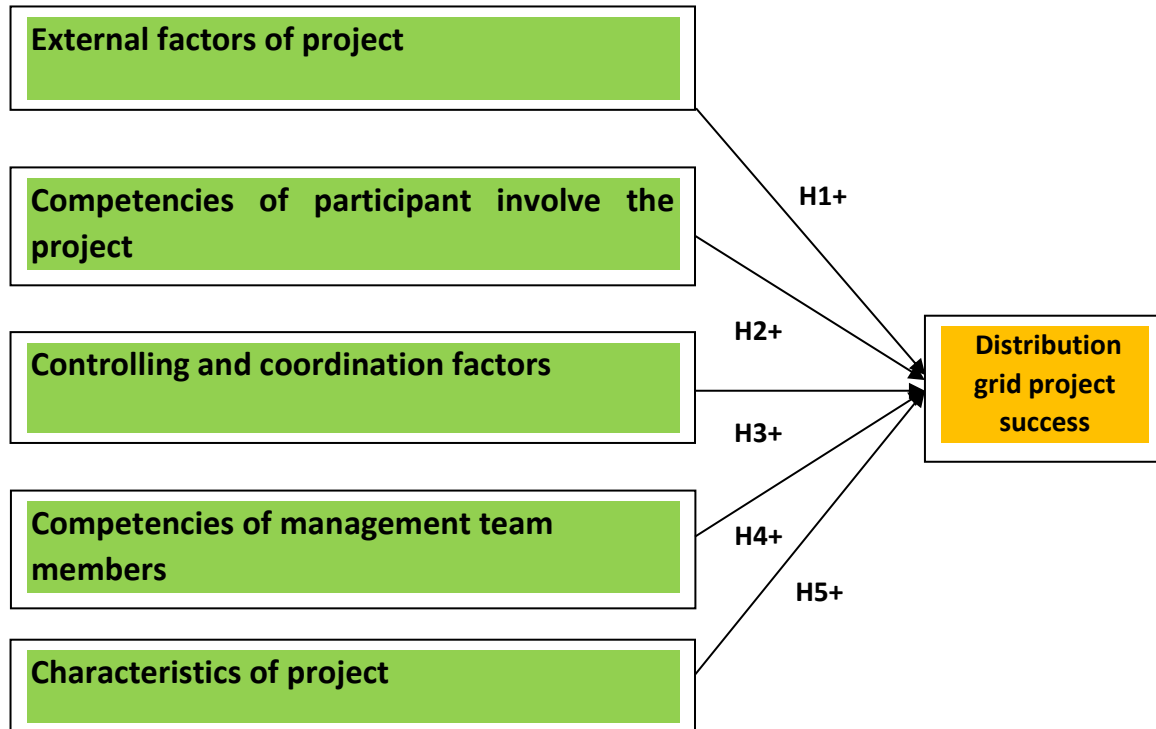 External factors of project
H1+
Competencies of participant involve the
project
H2+
Controlling and coordination factors
H3+
Distribution
grid project
success
Competencies of management team
members
H4+
H5+
Characteristics of project